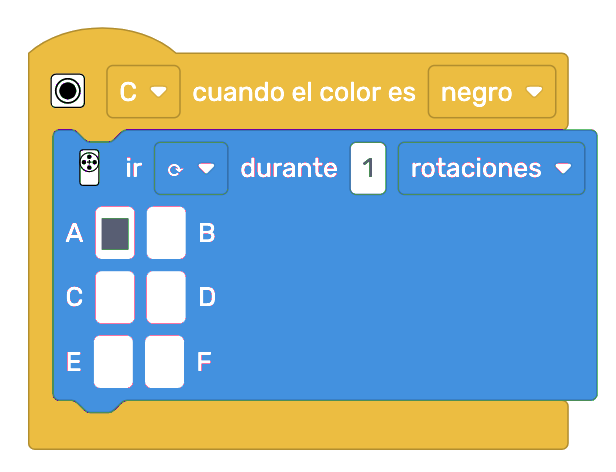 C cuando el color es negro
ir ⟳ durante 1 rotaciones
A B
C D
E F